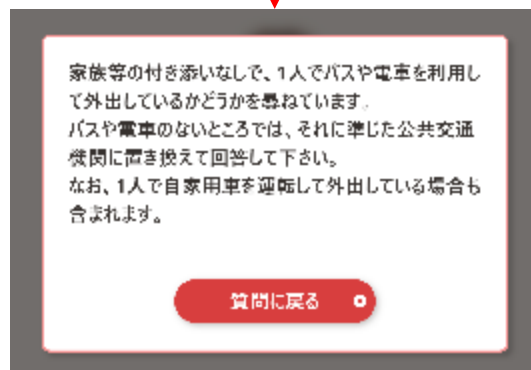 家族等の付き添いなしで、1人でバスや電車を利用し
て外出しているかどうかを尋ねています。
バスや電車のないところでは、それに準じた公共交通
機関に置き換えて回答して下さい。
なお、1人で自家用車を運転して外出している場合も
含まれます。
質問に戻る